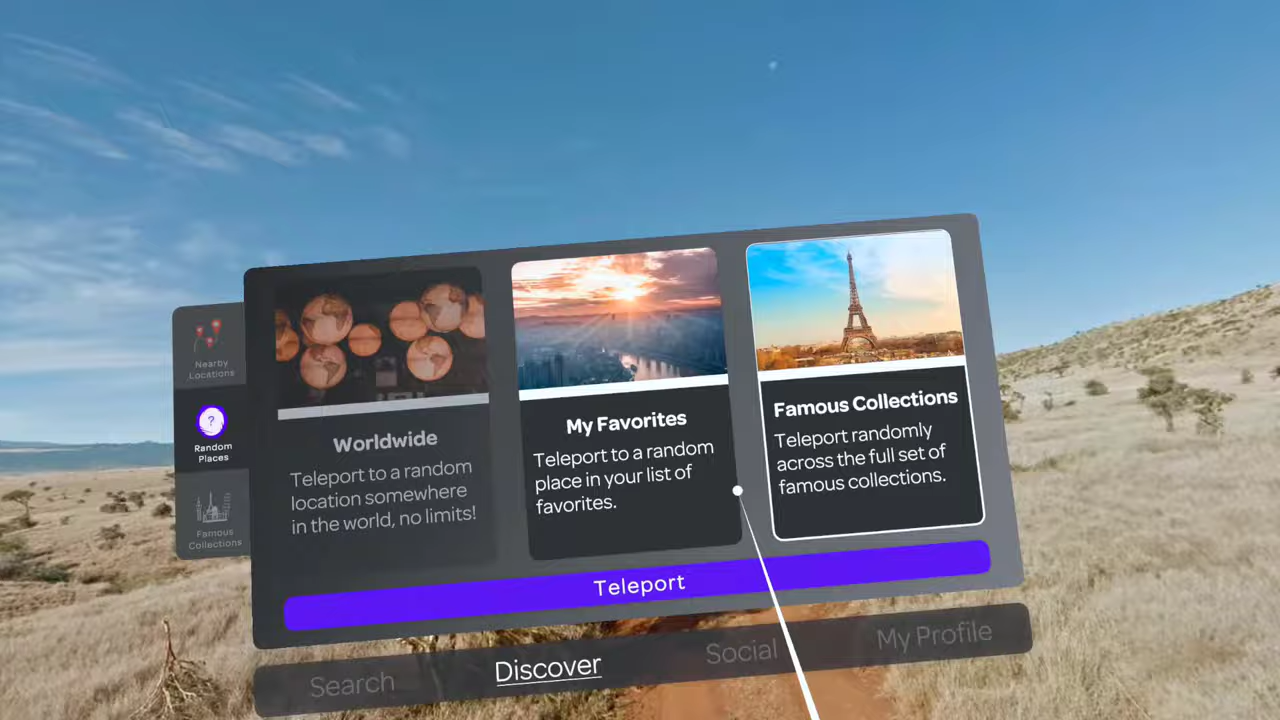 Nearby
Locations
?
Random
Places
Famous
Collections
Worldwide
Teleport to a random
location somewhere
in the world, no limits!
My Favorites
Teleport to a random
place in your list of
favorites.
Famous Collections
Teleport randomly
across the full set of
famous collections.
Teleport
Search
Discover
Social
My Profile